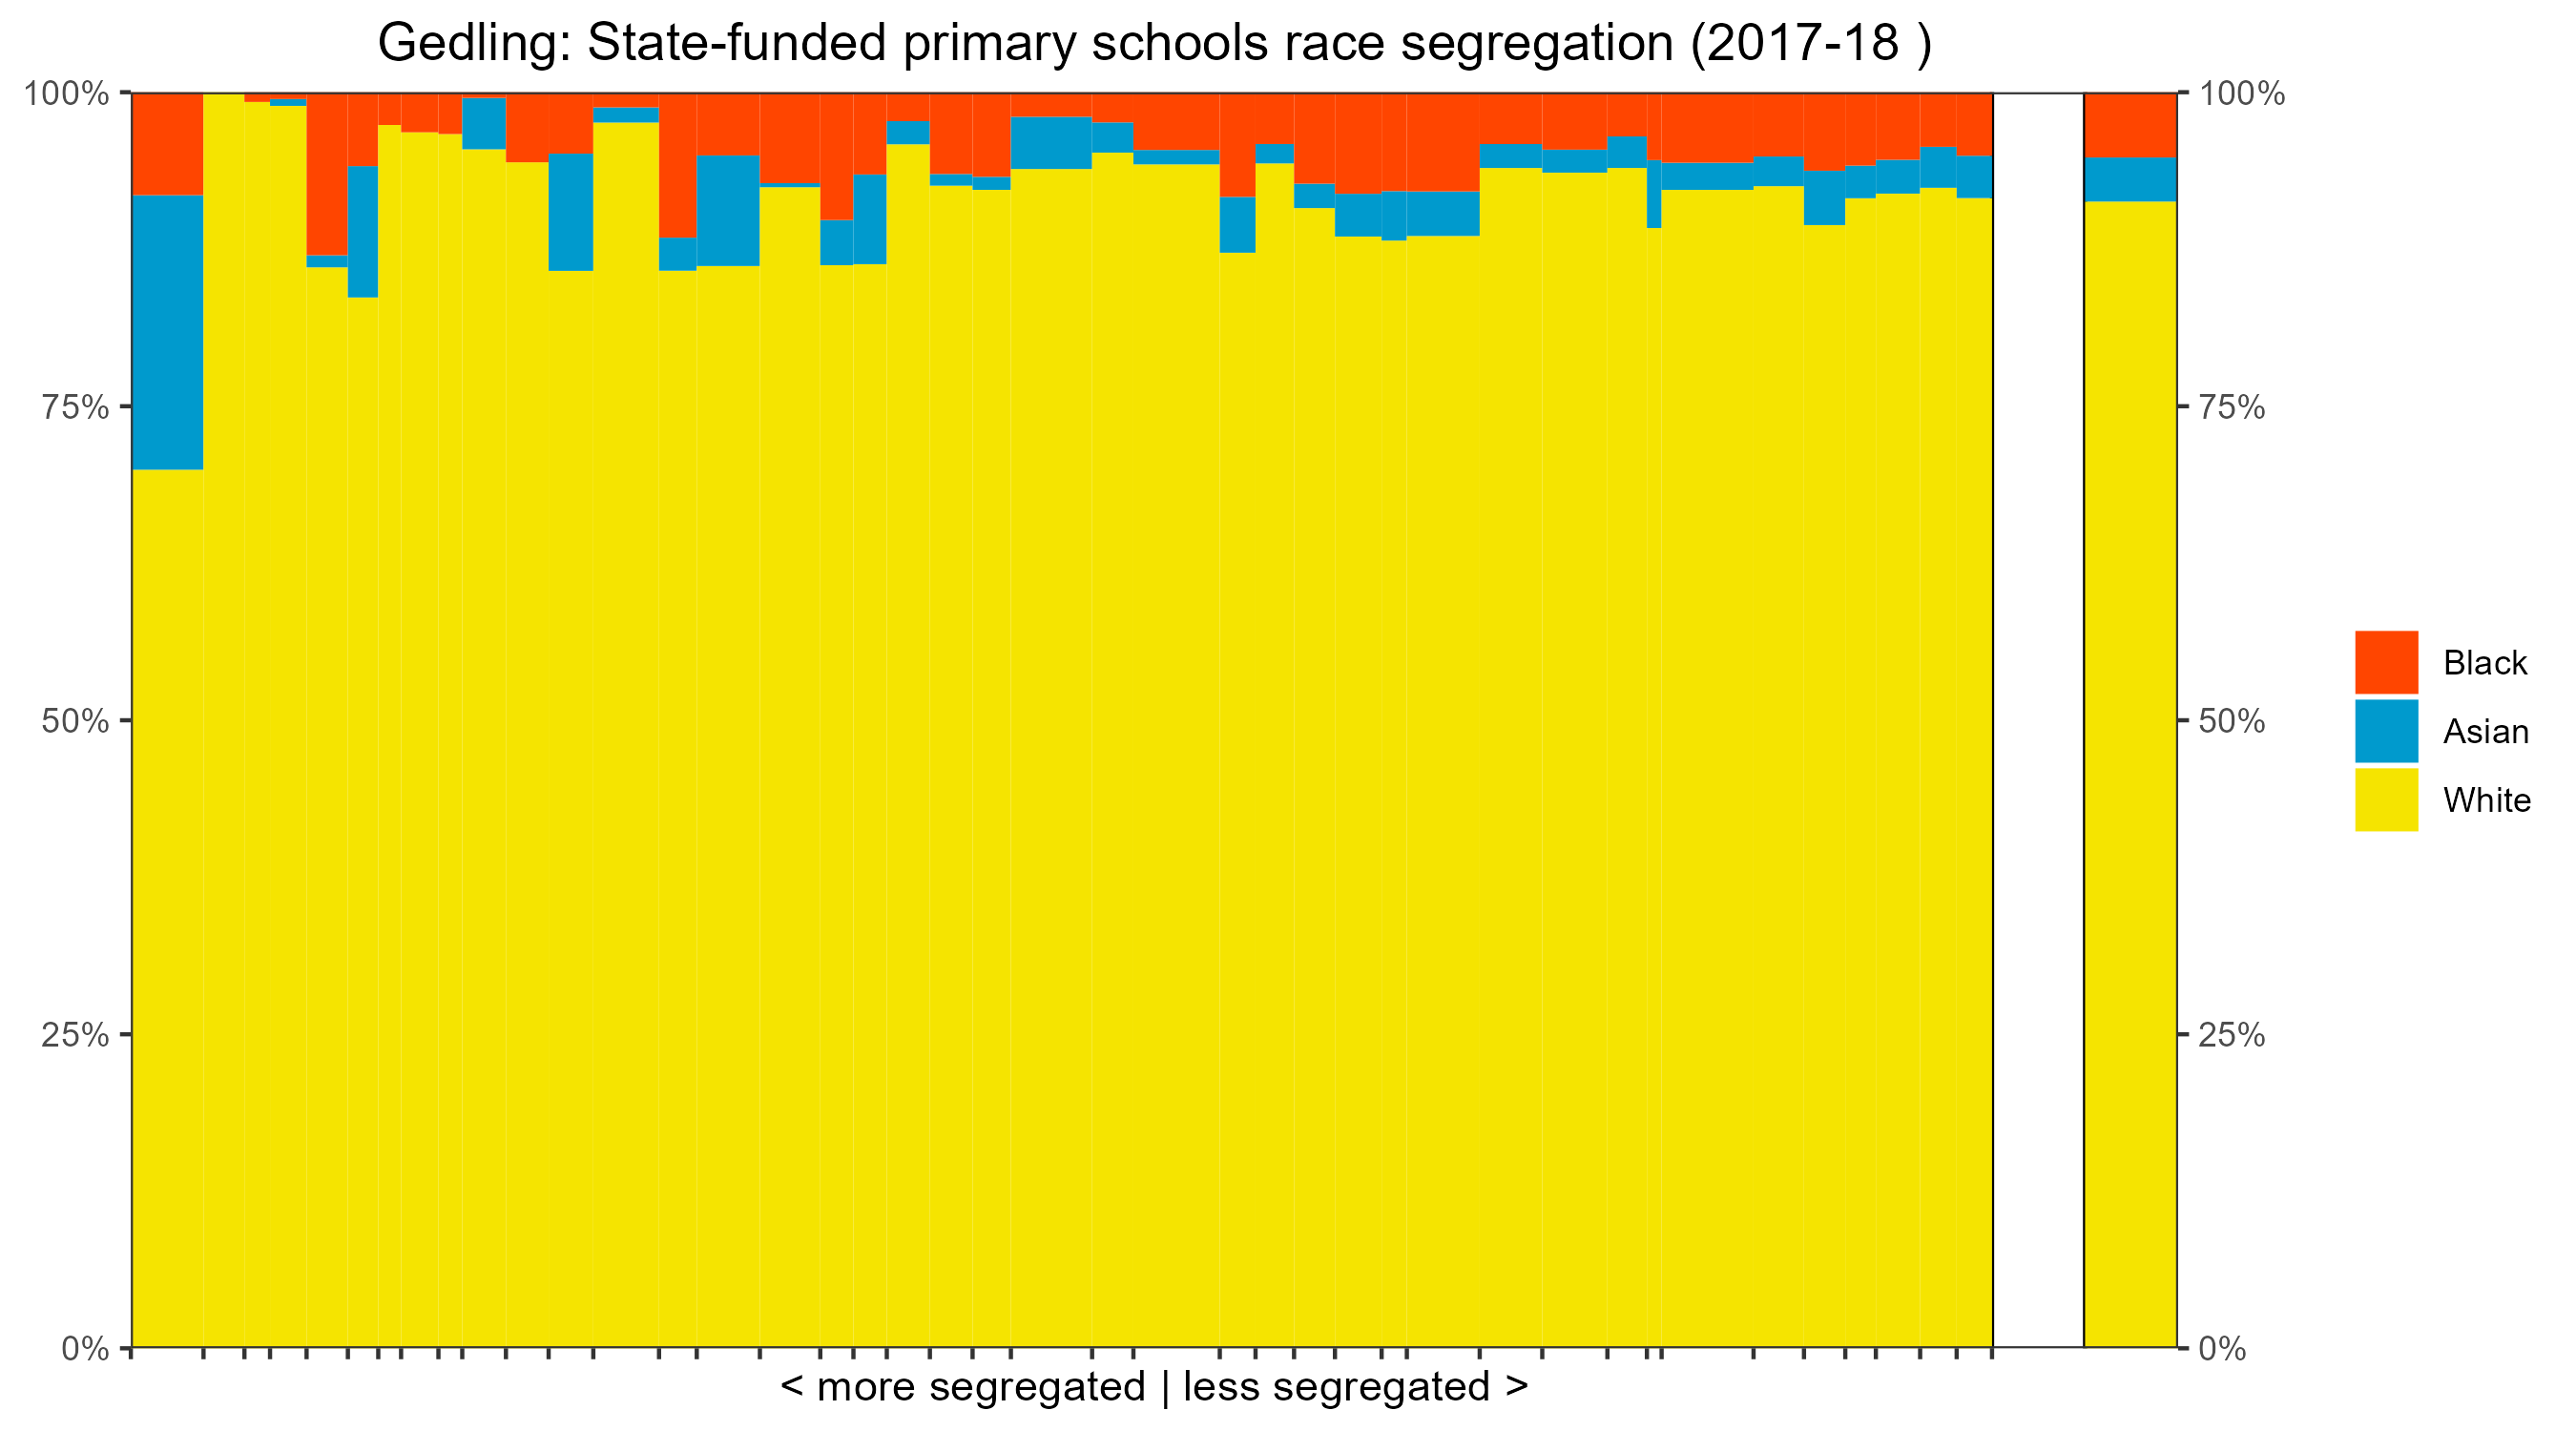 Gedling: State-funded primary schools race segregation (2017-18 )
100%
75%
50%
25%
0%
100%
75%
50%
25%
0%
Black
Asian
White
< more segregated | less segregated >